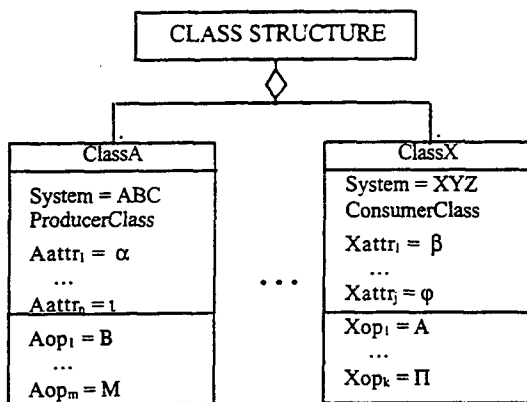 CLASS STRUCTURE
ClassA
System = ABC
ProducerClass
Aattr₁ = α
...
Aattrₙ = ι
Aop₁ = B
...
Aopₘ = M
...
ClassX
System = XYZ
ConsumerClass
Xattr₁ = β
...
Xattrⱼ = φ
Xop₁ = A
...
Xopₖ = Π